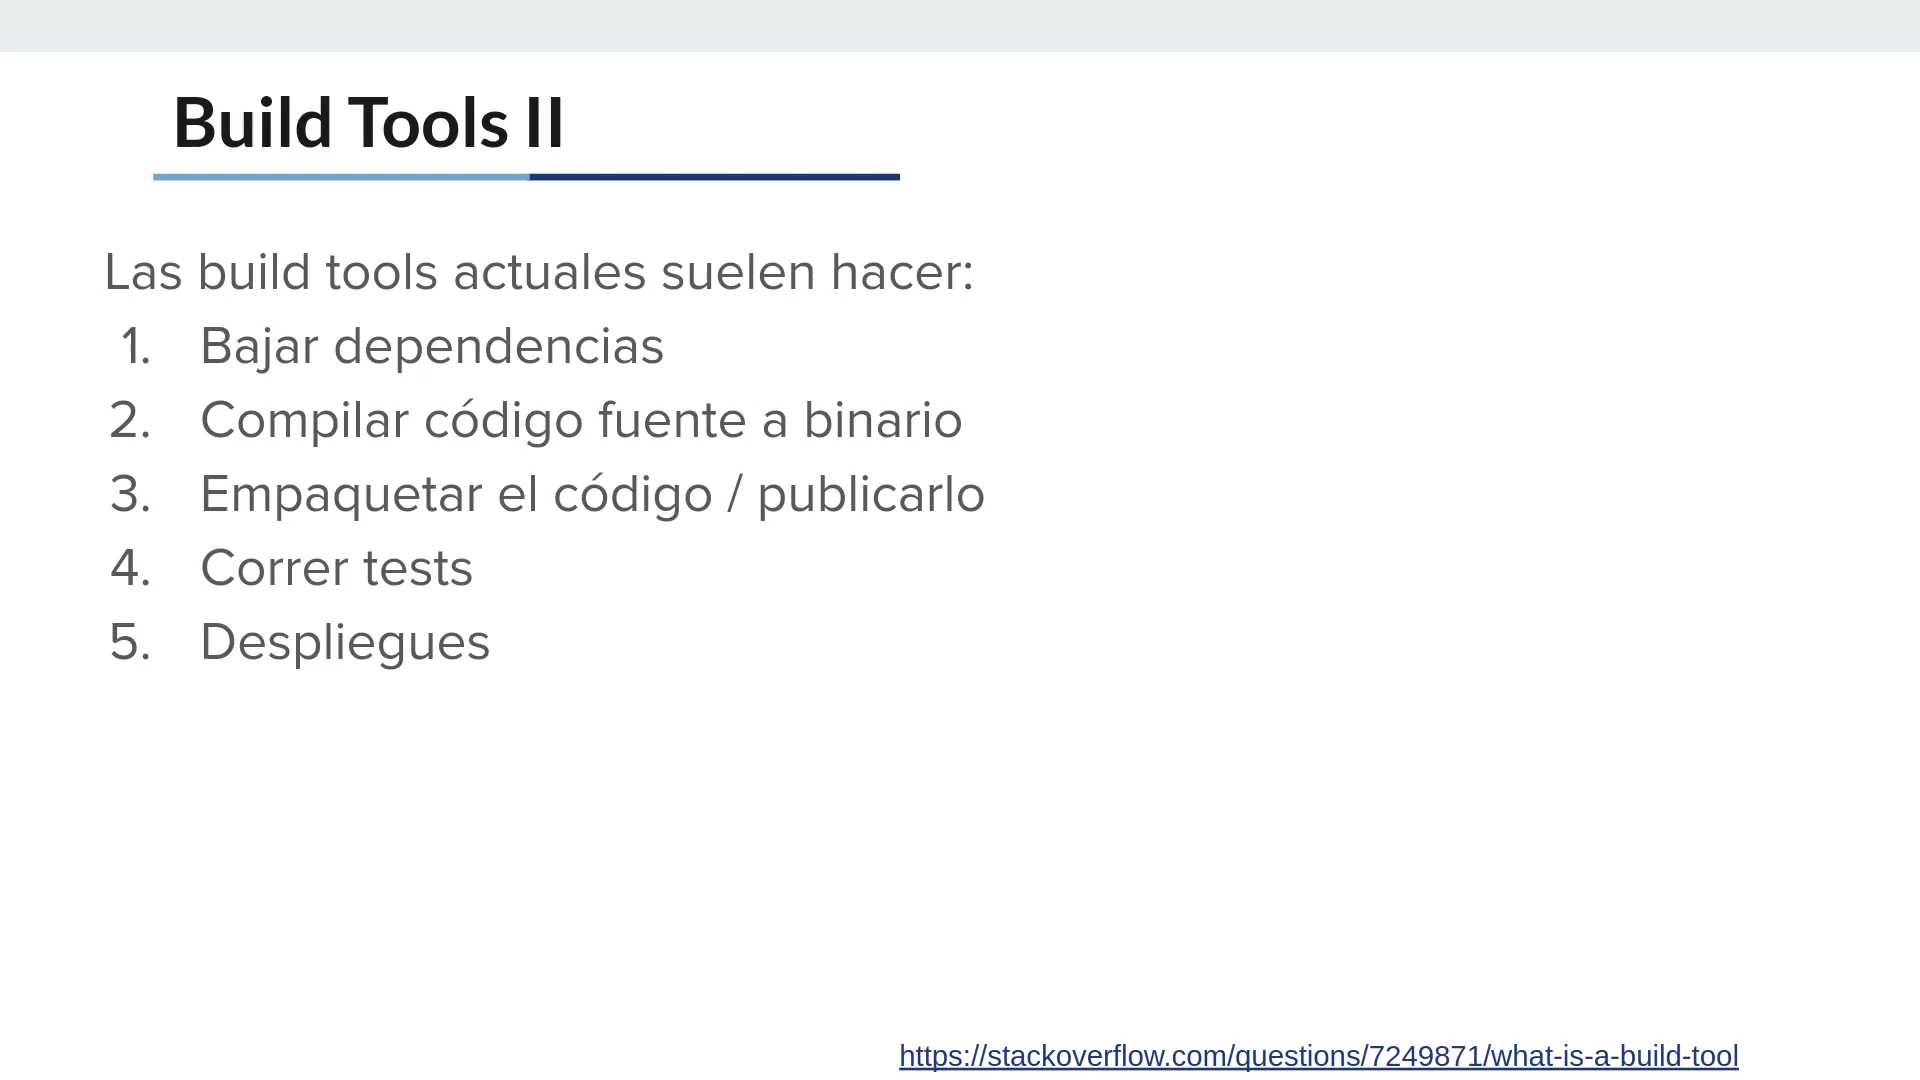 Build Tools II
Las build tools actuales suelen hacer:
1. Bajar dependencias
2. Compilar código fuente a binario
3. Empaquetar el código / publicarlo
4. Correr tests
5. Despliegues
https://stackoverflow.com/questions/7249871/what-is-a-build-tool